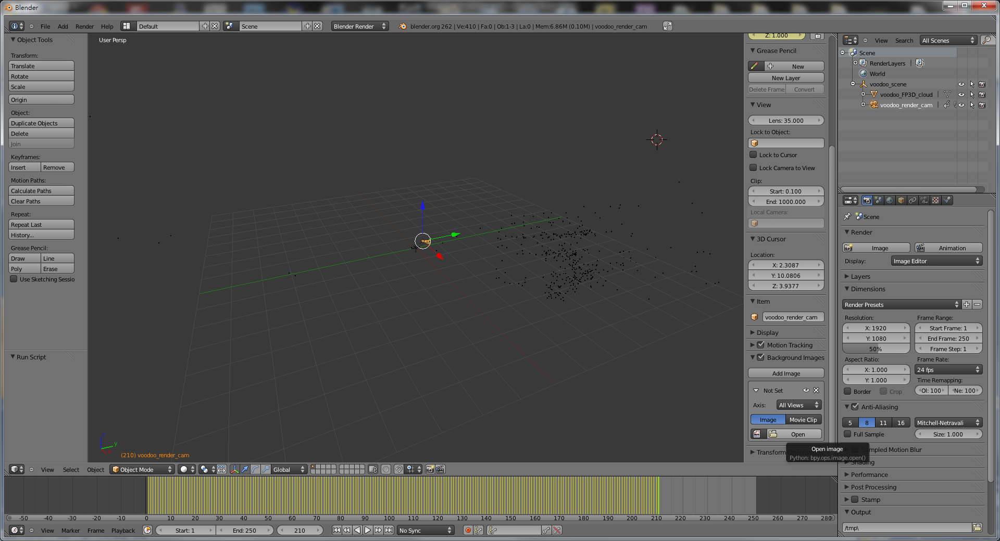 Blender
File Add Render Help Default Scene Blender Render blender.org 262 | Ve:410 | Fa:0 | Ob:1-3 | La:0 | Mem:6.86M (0.10M) | voodoo_render_cam
Object Tools
Transform:
Translate
Rotate
Scale
Origin
Object:
Duplicate Objects
Delete
Join
Keyframes:
Insert Remove
Motion Paths:
Calculate Paths
Clear Paths
Repeat:
Repeat Last
History...
Grease Pencil:
Draw Line
Poly Erase
Use Sketching Sessio
Run Script
User Persp
y
(210) voodoo_render_cam
Z: 1.000
Grease Pencil
New
New Layer
Delete Frame Convert
View
Lens: 35.000
Lock to Object:
Lock to Cursor
Lock Camera to View
Clip:
Start: 0.100
End: 1000.000
Local Camera:
3D Cursor
Location:
X: 2.3087
Y: 10.0806
Z: 3.9377
Item
voodoo_render_cam
Display
Motion Tracking
Background Images
Add Image
Not Set
Axis: All Views
Image Movie Clip
Open
Transform
Open image
Python: bpy.ops.image.open()
View Search All Scenes
Scene
RenderLayers |
World
voodoo_scene
voodoo_FP3D_cloud |
voodoo_render_cam |
Scene
Render
Image Animation
Display: Image Editor
Layers
Dimensions
Render Presets
Resolution: Frame Range:
X: 1920 Start Frame: 1
Y: 1080 End Frame: 250
50% Frame Step: 1
Aspect Ratio: Frame Rate:
X: 1.000 24 fps
Y: 1.000 Time Remapping:
Border Crop Ol: 100 Ne: 100
Anti-Aliasing
5 8 11 16 Mitchell-Netravali
Full Sample Size: 1.000
Sampled Motion Blur
Shading
Performance
Post Processing
Stamp
Output
/tmp\
View Select Object Object Mode Global
-50 -40 -30 -20 -10 0 10 20 30 40 50 60 70 80 90 100 110 120 130 140 150 160 170 180 190 200 210 220 230 240 250 260 270 280
View Marker Frame Playback Start: 1 End: 250 210 No Sync